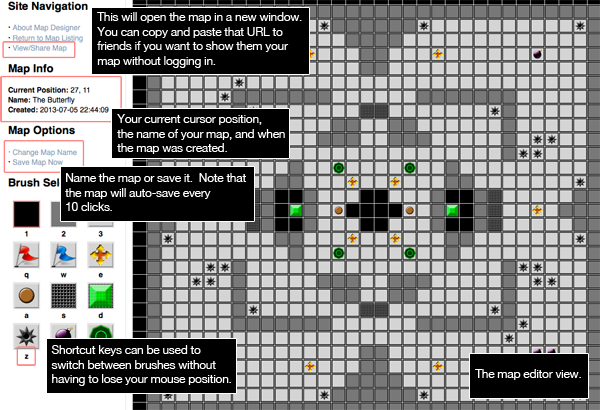 Site Navigation
· About Map Designer
· Return to Map Listing
· View/Share Map
Map Info
Current Position: 27, 11
Name: The Butterfly
Created: 2013-07-05 22:44:09
Map Options
· Change Map Name
· Save Map Now
Brush Sele
1 2 3
q w e
a s d
z
This will open the map in a new window.
You can copy and paste that URL to
friends if you want to show them your
map without logging in.
Your current cursor position,
the name of your map, and when
the map was created.
Name the map or save it. Note that
the map will auto-save every
10 clicks.
Shortcut keys can be used to
switch between brushes without
having to lose your mouse position.
The map editor view.